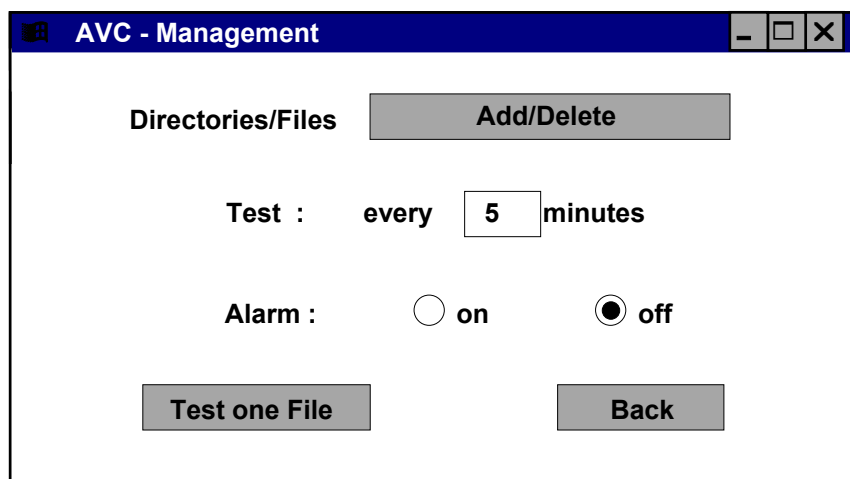 AVC - Management
Directories/Files Add/Delete
Test : every 5 minutes
Alarm : on off
Test one File Back